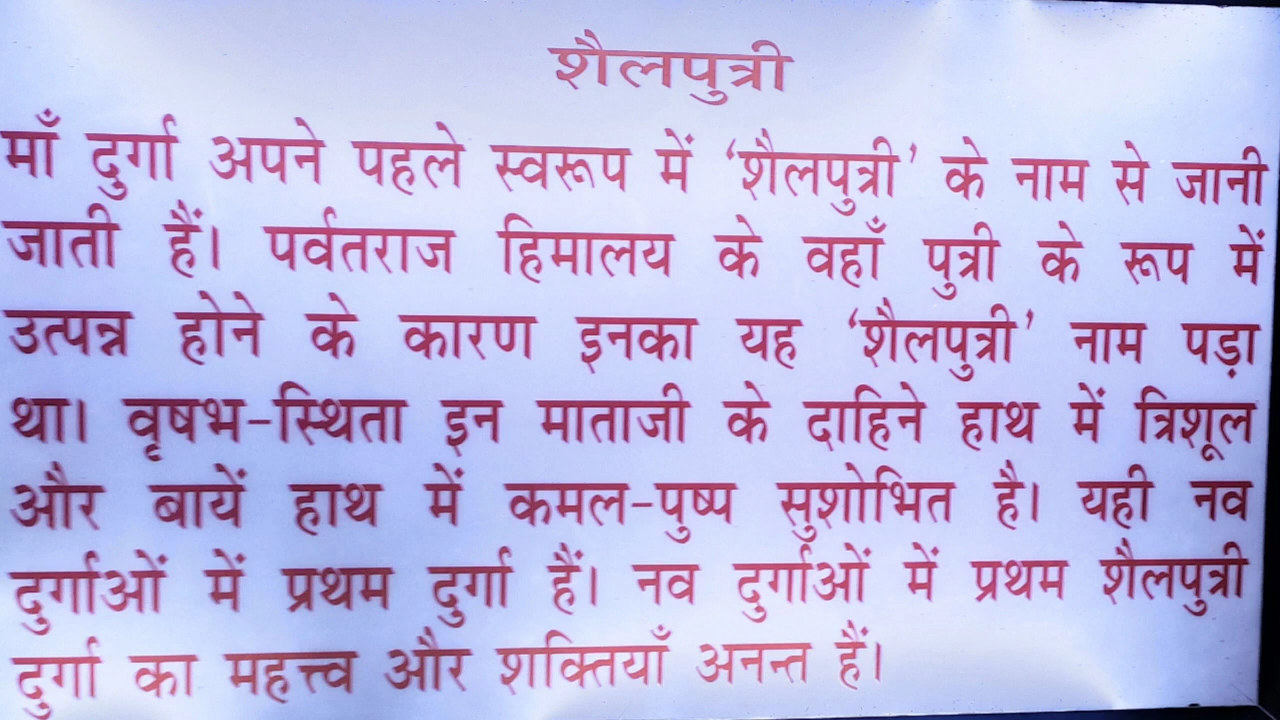 शैलपुत्री
माँ दुर्गा अपने पहले स्वरूप में ‘शैलपुत्री’ के नाम से जानी
जाती हैं। पर्वतराज हिमालय के वहाँ पुत्री के रूप में
उत्पन्न होने के कारण इनका यह ‘शैलपुत्री’ नाम पड़ा
था। वृषभ-स्थिता इन माताजी के दाहिने हाथ में त्रिशूल
और बायें हाथ में कमल-पुष्प सुशोभित है। यही नव
दुर्गाओं में प्रथम दुर्गा हैं। नव दुर्गाओं में प्रथम शैलपुत्री
दुर्गा का महत्त्व और शक्तियाँ अनन्त हैं।